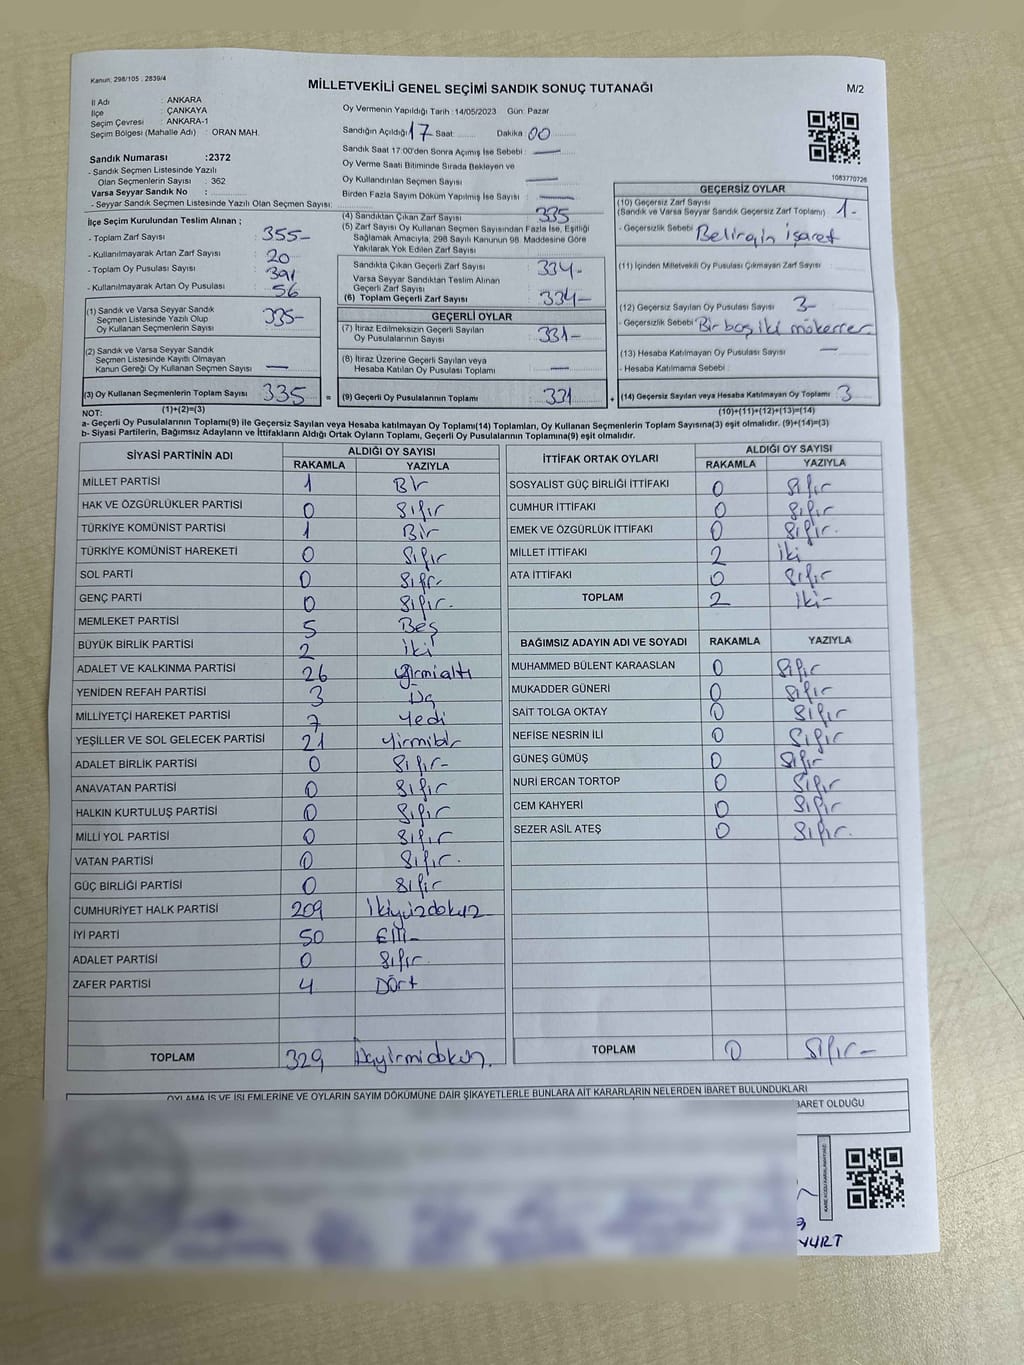 Kanun, 298/105 , 2839/4
MİLLETVEKİLİ GENEL SEÇİMİ SANDIK SONUÇ TUTANAĞI
M/2
İl Adı : ANKARA
İlçe : ÇANKAYA
Seçim Çevresi : ANKARA-1
Seçim Bölgesi (Mahalle Adı) : ORAN MAH.
Oy Vermenin Yapıldığı Tarih : 14/05/2023 Gün: Pazar
Sandığın Açıldığı 17 Saat: Dakika 00
Sandık Saat 17:00'den Sonra Açımış İse Sebebi : —
Oy Verme Saati Bitiminde Sırada Bekleyen ve
Oy Kullandırılan Seçmen Sayısı : —
Birden Fazla Sayım Döküm Yapılmış İse Sayısı : —
Sandık Numarası :2372
- Sandık Seçmen Listesinde Yazılı
Olan Seçmenlerin Sayısı : 362
Varsa Seyyar Sandık No :
- Seyyar Sandık Seçmen Listesinde Yazılı Olan Seçmen Sayısı:
1083770726
İlçe Seçim Kurulundan Teslim Alınan ;
- Toplam Zarf Sayısı : 355-
- Kullanılmayarak Artan Zarf Sayısı : 20
- Toplam Oy Pusulası Sayısı : 391
- Kullanılmayarak Artan Oy Pusulası : 56
(1) Sandık ve Varsa Seyyar Sandık
Seçmen Listesinde Yazılı Olup
Oy Kullanan Seçmenlerin Sayısı : 335-
(2) Sandık ve Varsa Seyyar Sandık
Seçmen Listesinde Kayıtlı Olmayan
Kanun Gereği Oy Kullanan Seçmen Sayısı : —
(3) Oy Kullanan Seçmenlerin Toplam Sayısı : 335 =
(1)+(2)=(3)
(4) Sandıktan Çıkan Zarf Sayısı : 335
(5) Zarf Sayısı Oy Kullanan Seçmen Sayısından Fazla İse, Eşitliği
Sağlamak Amacıyla, 298 Sayılı Kanunun 98. Maddesine Göre
Yakılarak Yok Edilen Zarf Sayısı :
Sandıkta Çıkan Geçerli Zarf Sayısı : 334-
Varsa Seyyar Sandıktan Teslim Alınan
Geçerli Zarf Sayısı :
(6) Toplam Geçerli Zarf Sayısı : 334-
GEÇERLİ OYLAR
(7) İtiraz Edilmeksizin Geçerli Sayılan
Oy Pusulalarının Sayısı : 331-
(8) İtiraz Üzerine Geçerli Sayılan veya
Hesaba Katılan Oy Pusulası Toplamı : —
(9) Geçerli Oy Pusulalarının Toplamı : 331 +
GEÇERSİZ OYLAR
(10) Geçersiz Zarf Sayısı
(Sandık ve Varsa Seyyar Sandık Geçersiz Zarf Toplamı) : 1-
- Geçersizlik Sebebi : Belirgin işaret
(11) İçinden Milletvekili Oy Pusulası Çıkmayan Zarf Sayısı :
(12) Geçersiz Sayılan Oy Pusulası Sayısı : 3-
- Geçersizlik Sebebi : Bir boş iki mükerrer
(13) Hesaba Katılmayan Oy Pusulası Sayısı : —
- Hesaba Katılmama Sebebi :
(14) Geçersiz Sayılan veya Hesaba Katılmayan Oy Toplamı : 3
(10)+(11)+(12)+(13)=(14)
NOT:
a- Geçerli Oy Pusulalarının Toplamı(9) ile Geçersiz Sayılan veya Hesaba katılmayan Oy Toplamı(14) Toplamları, Oy Kullanan Seçmenlerin Toplam Sayısına(3) eşit olmalıdır. (9)+(14)=(3)
b- Siyasi Partilerin, Bağımsız Adayların ve İttifakların Aldığı Ortak Oyların Toplamı, Geçerli Oy Pusulalarının Toplamına(9) eşit olmalıdır.
SİYASİ PARTİNİN ADI ALDIĞI OY SAYISI
RAKAMLA YAZIYLA
MİLLET PARTİSİ 1 Bir
HAK VE ÖZGÜRLÜKLER PARTİSİ 0 Sıfır
TÜRKİYE KOMÜNİST PARTİSİ 1 Bir
TÜRKİYE KOMÜNİST HAREKETİ 0 Sıfır
SOL PARTİ 0 Sıfır
GENÇ PARTİ 0 Sıfır.
MEMLEKET PARTİSİ 5 Beş
BÜYÜK BİRLİK PARTİSİ 2 İki
ADALET VE KALKINMA PARTİSİ 26 Yirmialtı
YENİDEN REFAH PARTİSİ 3 Üç
MİLLİYETÇİ HAREKET PARTİSİ 7 Yedi
YEŞİLLER VE SOL GELECEK PARTİSİ 21 Yirmibir
ADALET BİRLİK PARTİSİ 0 Sıfır-
ANAVATAN PARTİSİ 0 Sıfır
HALKIN KURTULUŞ PARTİSİ 0 Sıfır
MİLLİ YOL PARTİSİ 0 Sıfır
VATAN PARTİSİ 0 Sıfır.
GÜÇ BİRLİĞİ PARTİSİ 0 Sıfır
CUMHURİYET HALK PARTİSİ 209 İkiyüzdokuz
İYİ PARTİ 50 Elli-
ADALET PARTİSİ 0 Sıfır.
ZAFER PARTİSİ 4 Dört
TOPLAM 329
İTTİFAK ORTAK OYLARI ALDIĞI OY SAYISI
RAKAMLA YAZIYLA
SOSYALİST GÜÇ BİRLİĞİ İTTİFAKI 0 Sıfır
CUMHUR İTTİFAKI 0 Sıfır
EMEK VE ÖZGÜRLÜK İTTİFAKI 0 Sıfır.
MİLLET İTTİFAKI 2 İki
ATA İTTİFAKI 0 Sıfır
TOPLAM 2 İki-
BAĞIMSIZ ADAYIN ADI VE SOYADI RAKAMLA YAZIYLA
MUHAMMED BÜLENT KARAASLAN 0 Sıfır
MUKADDER GÜNERİ 0 Sıfır
SAİT TOLGA OKTAY 0 Sıfır
NEFİSE NESRİN İLİ 0 Sıfır
GÜNEŞ GÜMÜŞ 0 Sıfır
NURİ ERCAN TORTOP 0 Sıfır
CEM KAHYERİ 0 Sıfır
SEZER ASİL ATEŞ 0 Sıfır.
TOPLAM 0 Sıfır-
OYLAMA İŞ VE İŞLEMLERİNE VE OYLARIN SAYIM DÖKÜMÜNE DAİR ŞİKAYETLERLE BUNLARA AİT KARARLARIN NELERDEN İBARET BULUNDUKLARI
İBARET OLDUĞU
YURT